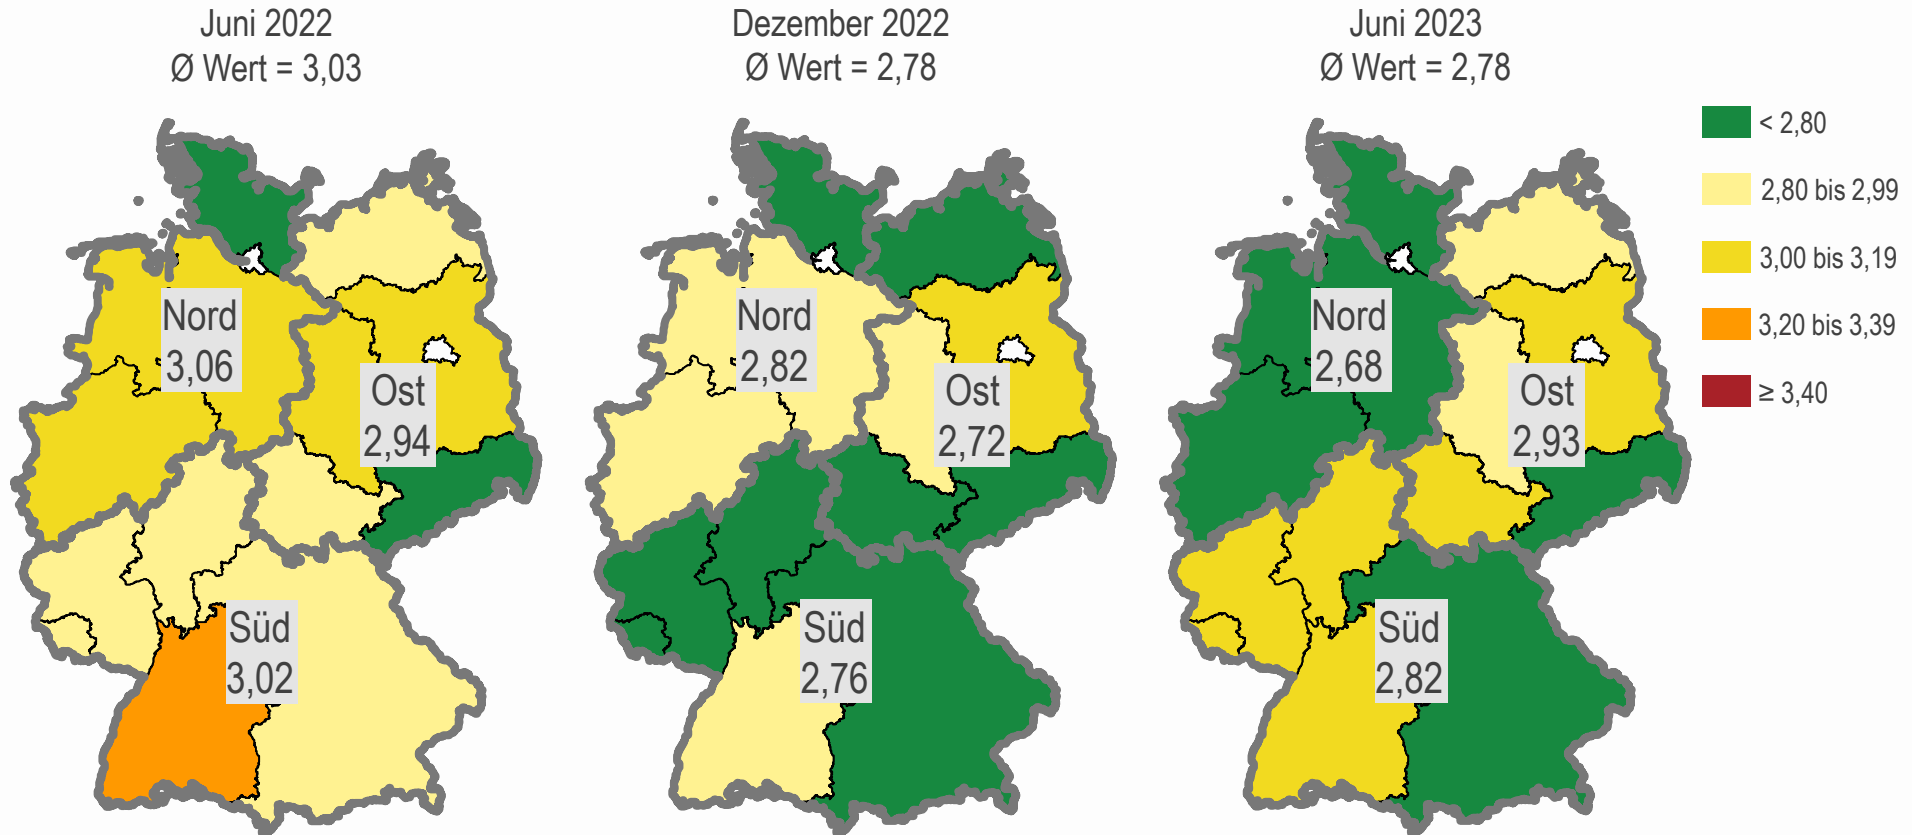 Juni 2022
Ø Wert = 3,03
Dezember 2022
Ø Wert = 2,78
Juni 2023
Ø Wert = 2,78
Nord
3,06
Ost
2,94
Süd
3,02
Nord
2,82
Ost
2,72
Süd
2,76
Nord
2,68
Ost
2,93
Süd
2,82
< 2,80
2,80 bis 2,99
3,00 bis 3,19
3,20 bis 3,39
≥ 3,40